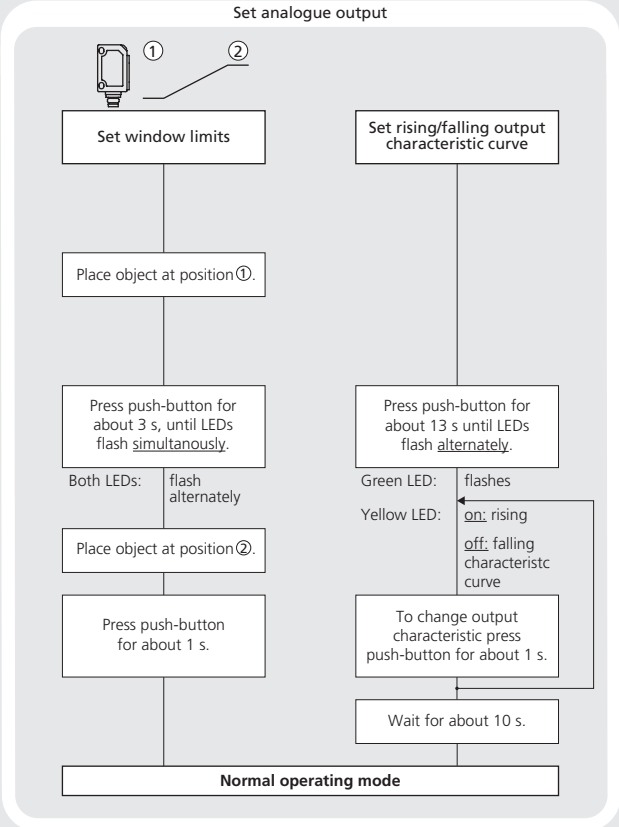 Set analogue output
① ②
Set window limits
Place object at position①.
Press push-button for
about 3 s, until LEDs
flash simultanously.
Both LEDs: flash
alternately
Place object at position②.
Press push-button
for about 1 s.
Set rising/falling output
characteristic curve
Press push-button for
about 13 s until LEDs
flash alternately.
Green LED: flashes
Yellow LED: on: rising
off: falling
characteristc
curve
To change output
characteristic press
push-button for about 1 s.
Wait for about 10 s.
Normal operating mode